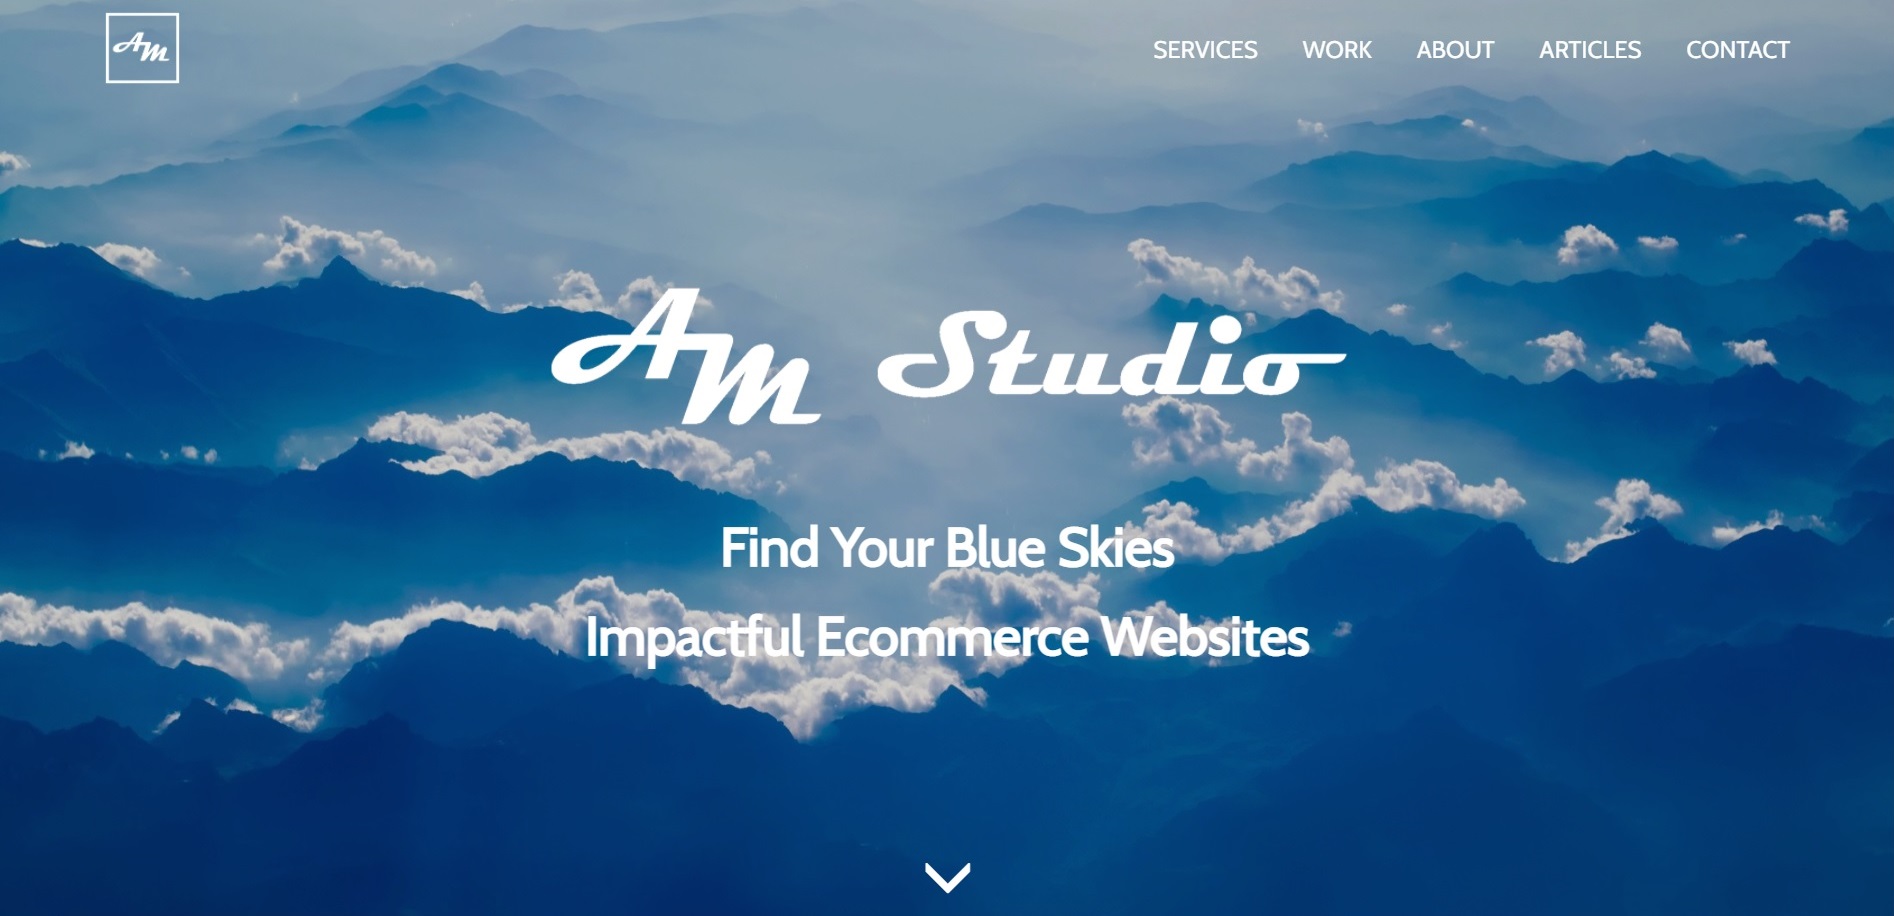 AM
SERVICES WORK ABOUT ARTICLES CONTACT
AM Studio
Find Your Blue Skies
Impactful Ecommerce Websites